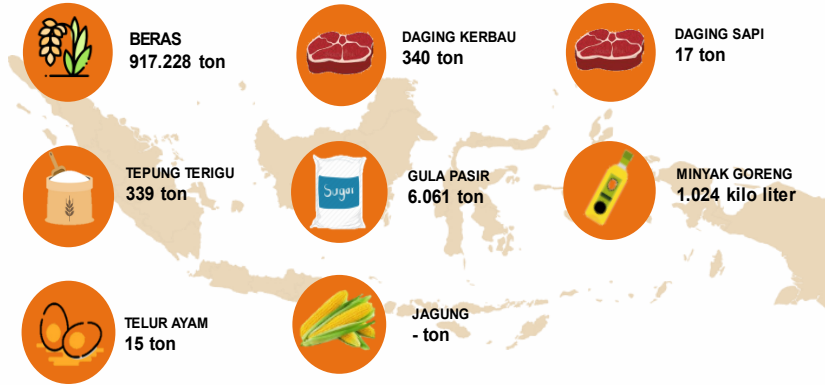 BERAS
917.228 ton
DAGING KERBAU
340 ton
DAGING SAPI
17 ton
TEPUNG TERIGU
339 ton
Sugar
GULA PASIR
6.061 ton
MINYAK GORENG
1.024 kilo liter
TELUR AYAM
15 ton
JAGUNG
- ton